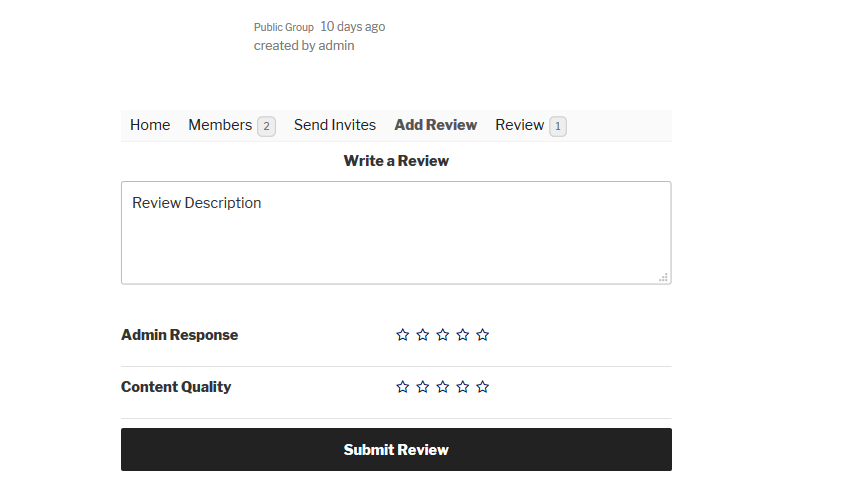 Public Group 10 days ago
created by admin
Home Members 2 Send Invites Add Review Review 1
Write a Review
Review Description
Admin Response
Content Quality
Submit Review